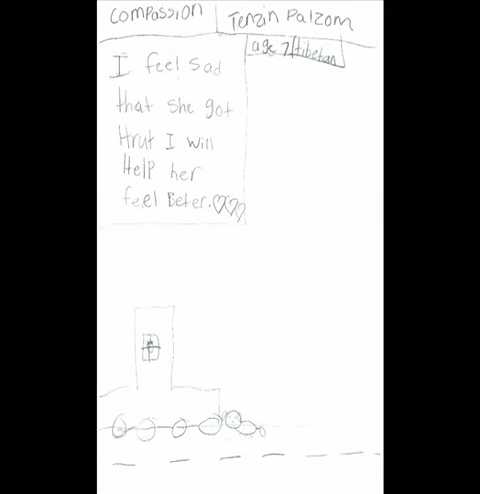 Compassion
Tenzin Palzom
age 7/tibetan
I feel sad
that she got
Hrut I will
Help her
feel Beter.